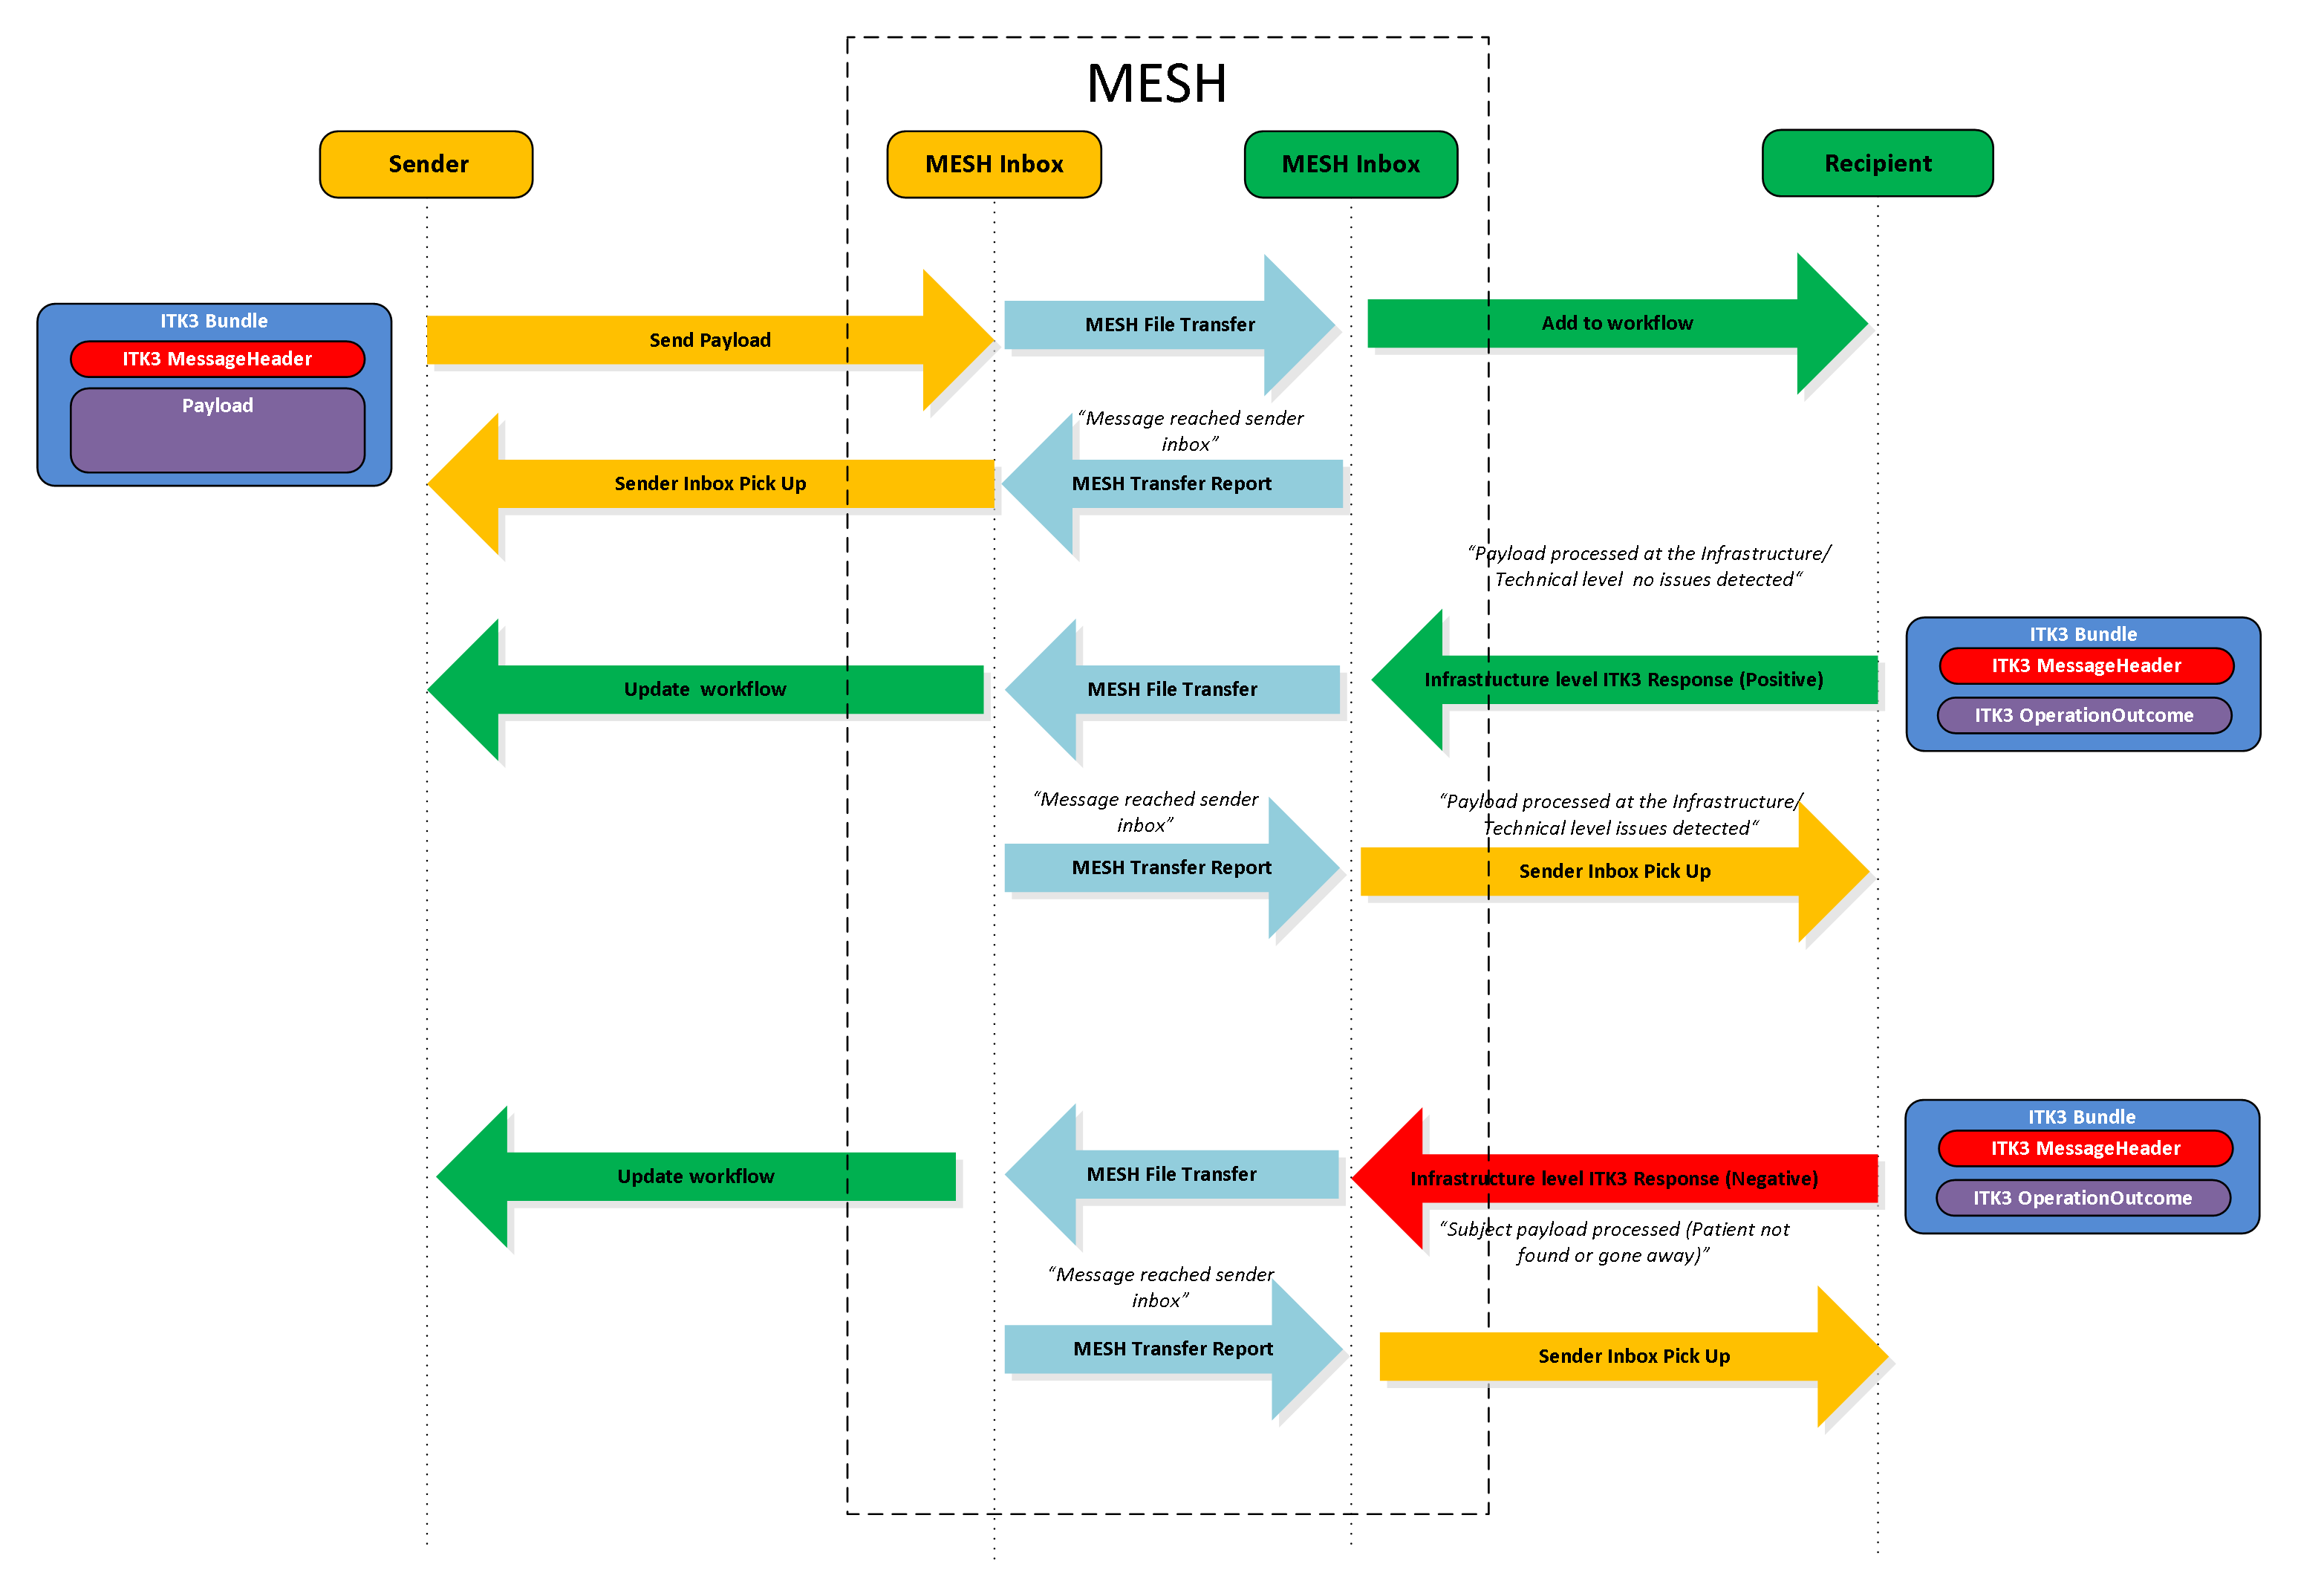 MESH
Sender
MESH Inbox
MESH Inbox
Recipient
ITK3 Bundle
ITK3 MessageHeader
Payload
Send Payload
MESH File Transfer
Add to workflow
“Message reached sender
inbox”
Sender Inbox Pick Up
MESH Transfer Report
“Payload processed at the Infrastructure/
Technical level  no issues detected“
Update  workflow
MESH File Transfer
Infrastructure level ITK3 Response (Positive)
ITK3 Bundle
ITK3 MessageHeader
ITK3 OperationOutcome
“Message reached sender
inbox”
MESH Transfer Report
“Payload processed at the Infrastructure/
Technical level issues detected“
Sender Inbox Pick Up
Update workflow
MESH File Transfer
Infrastructure level ITK3 Response (Negative)
ITK3 Bundle
ITK3 MessageHeader
ITK3 OperationOutcome
“Subject payload processed (Patient not
found or gone away)”
“Message reached sender
inbox”
MESH Transfer Report
Sender Inbox Pick Up